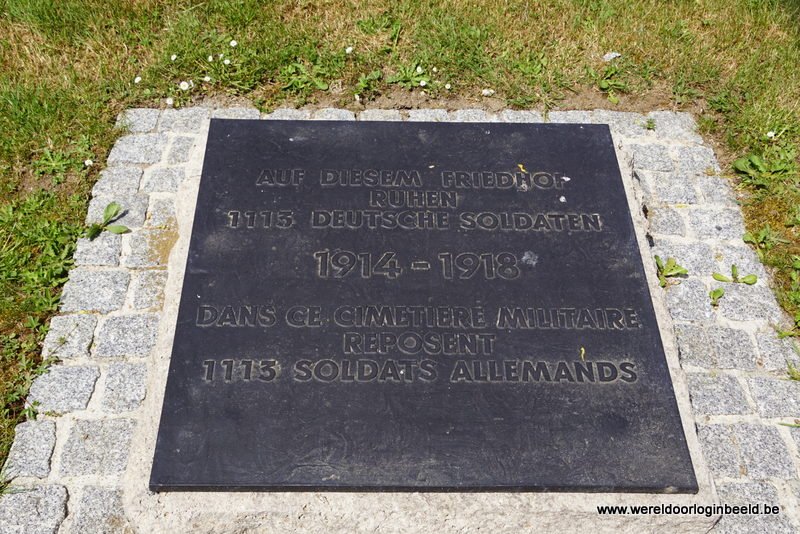 AUF DIESEM FRIEDHOF
RUHEN
1113 DEUTSCHE SOLDATEN
1914 - 1918
DANS CE CIMETIERE MILITAIRE
REPOSENT
1113 SOLDATS ALLEMANDS
www.wereldoorloginbeeld.be